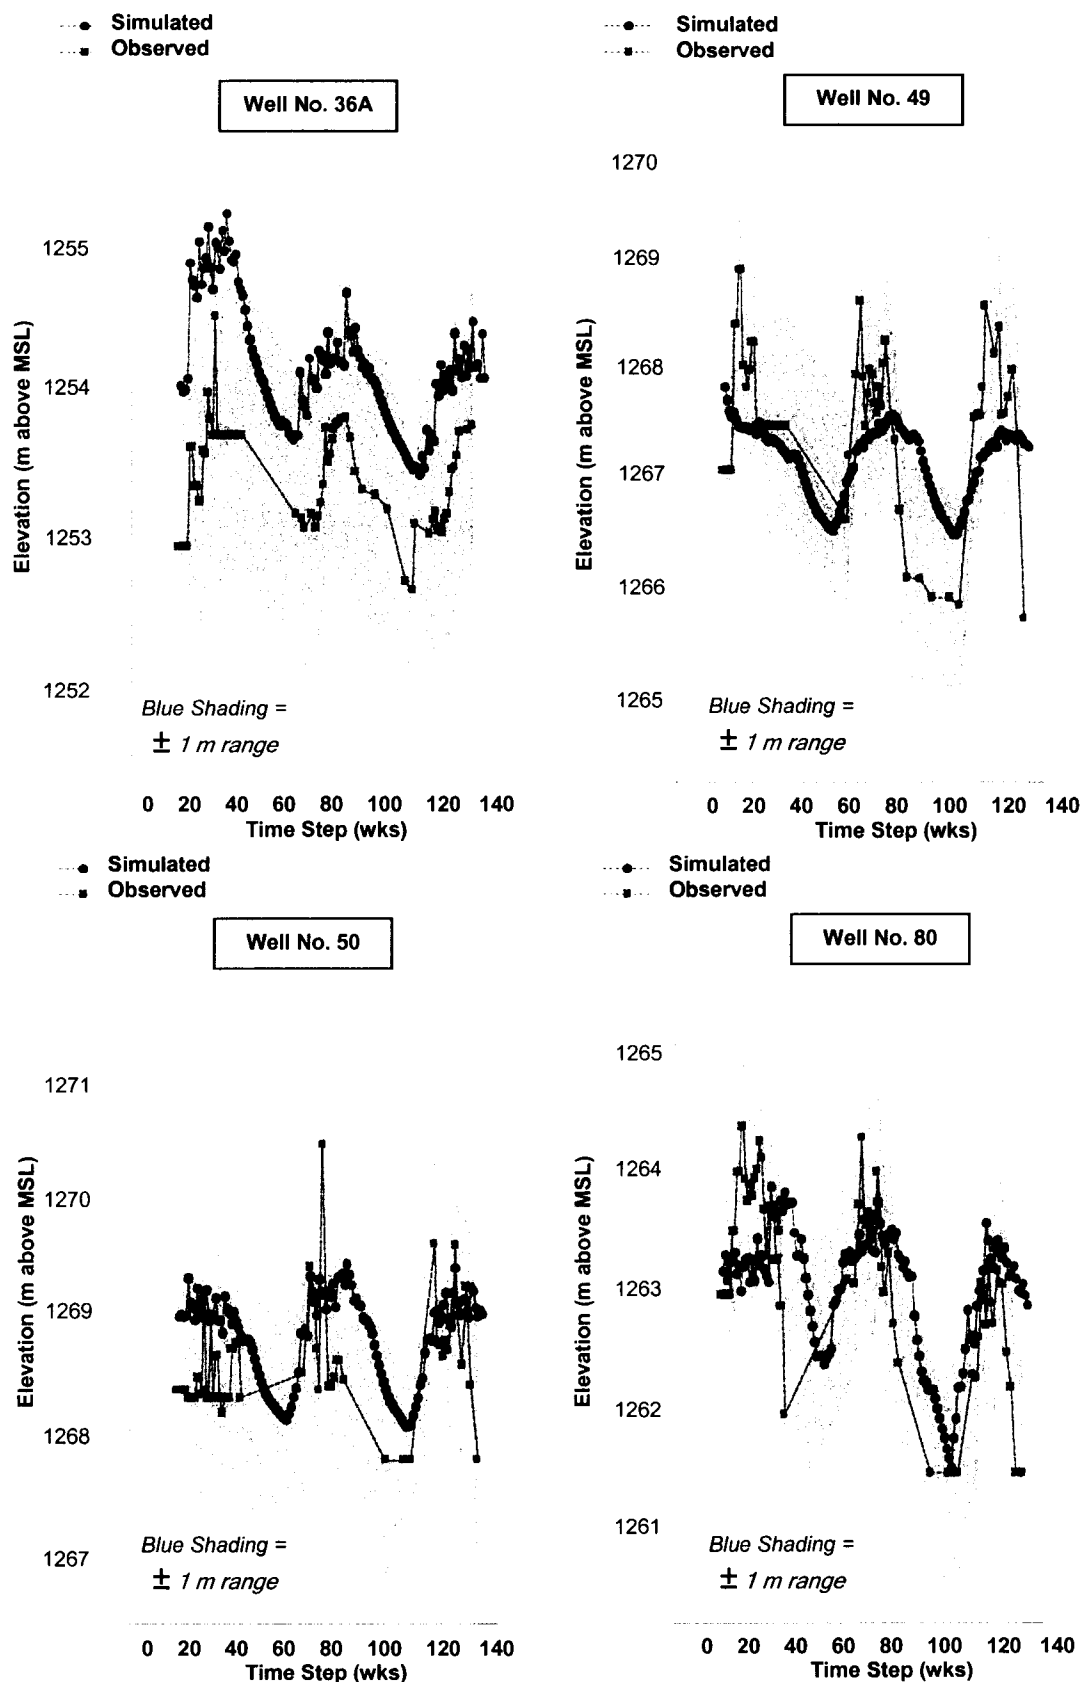 Simulated
Observed
Well No. 36A
Elevation (m above MSL)
1255
1254
1253
1252
Blue Shading =
± 1 m range
0 20 40 60 80 100 120 140
Time Step (wks)
Simulated
Observed
Well No. 49
Elevation (m above MSL)
1270
1269
1268
1267
1266
1265
Blue Shading =
± 1 m range
0 20 40 60 80 100 120 140
Time Step (wks)
Simulated
Observed
Well No. 50
Elevation (m above MSL)
1271
1270
1269
1268
1267
Blue Shading =
± 1 m range
0 20 40 60 80 100 120 140
Time Step (wks)
Simulated
Observed
Well No. 80
Elevation (m above MSL)
1265
1264
1263
1262
1261
Blue Shading =
± 1 m range
0 20 40 60 80 100 120 140
Time Step (wks)